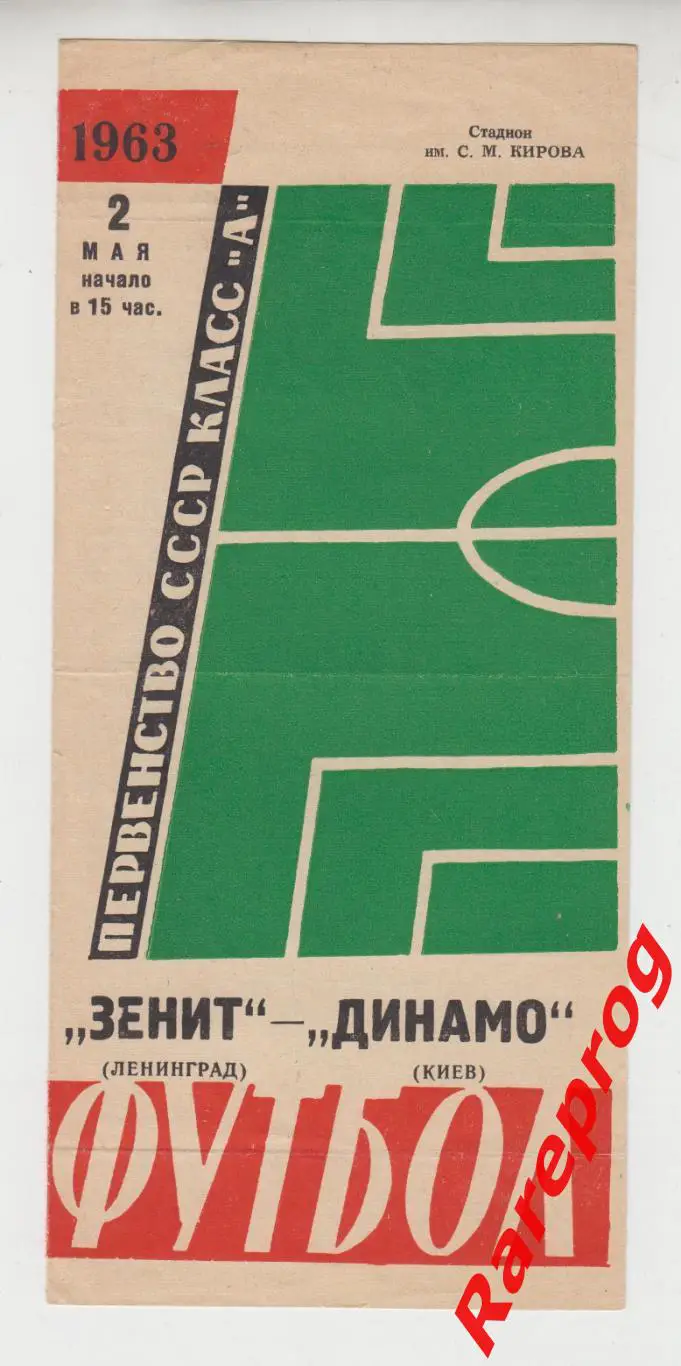 1963
Стадион
им. С. М. КИРОВА
2
МАЯ
начало
в 15 час.
ПЕРВЕНСТВО СССР КЛАСС „А"
„ЗЕНИТ“ — „ДИНАМО“
(ЛЕНИНГРАД)
(КИЕВ)
ФУТБОЛ
Rareprog